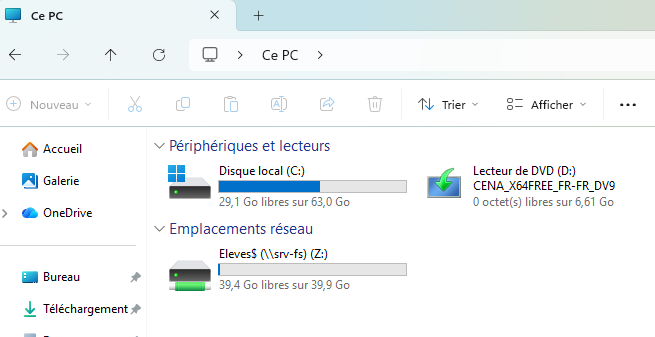 Ce PC
Ce PC
Nouveau
Trier
Afficher
Accueil
Galerie
OneDrive
Bureau
Téléchargement
Périphériques et lecteurs
Disque local (C:)
29,1 Go libres sur 63,0 Go
Lecteur de DVD (D:)
CENA_X64FREE_FR-FR_DV9
0 octet(s) libres sur 6,61 Go
Emplacements réseau
Eleves$ (\\srv-fs) (Z:)
39,4 Go libres sur 39,9 Go